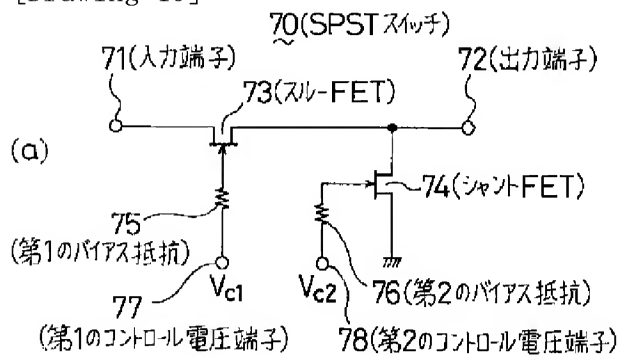 70(SPSTスイッチ)
71(入力端子)
72(出力端子)
73(スルーFET)
(a)
74(シャントFET)
75
(第1のバイアス抵抗)
Vc1
Vc2
76(第2のバイアス抵抗)
77
(第1のコントロール電圧端子)
78(第2のコントロール電圧端子)